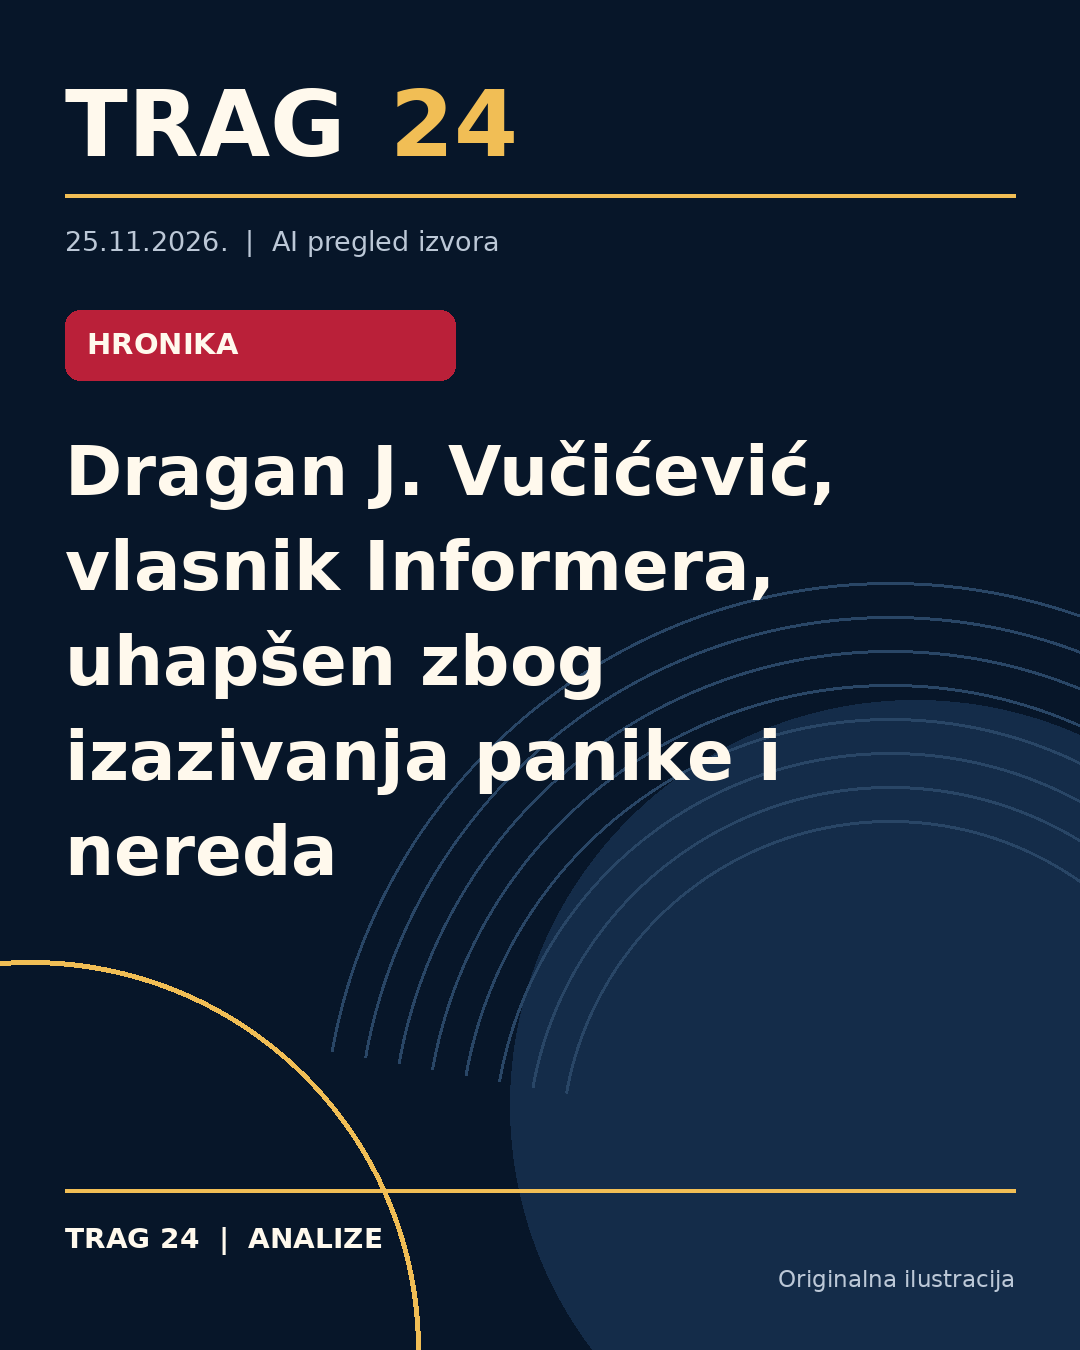 TRAG 24
25.11.2026. | AI pregled izvora
HRONIKA
Dragan J. Vučićević,
vlasnik Informera,
uhapšen zbog
izazivanja panike i
nereda
TRAG 24 | ANALIZE
Originalna ilustracija